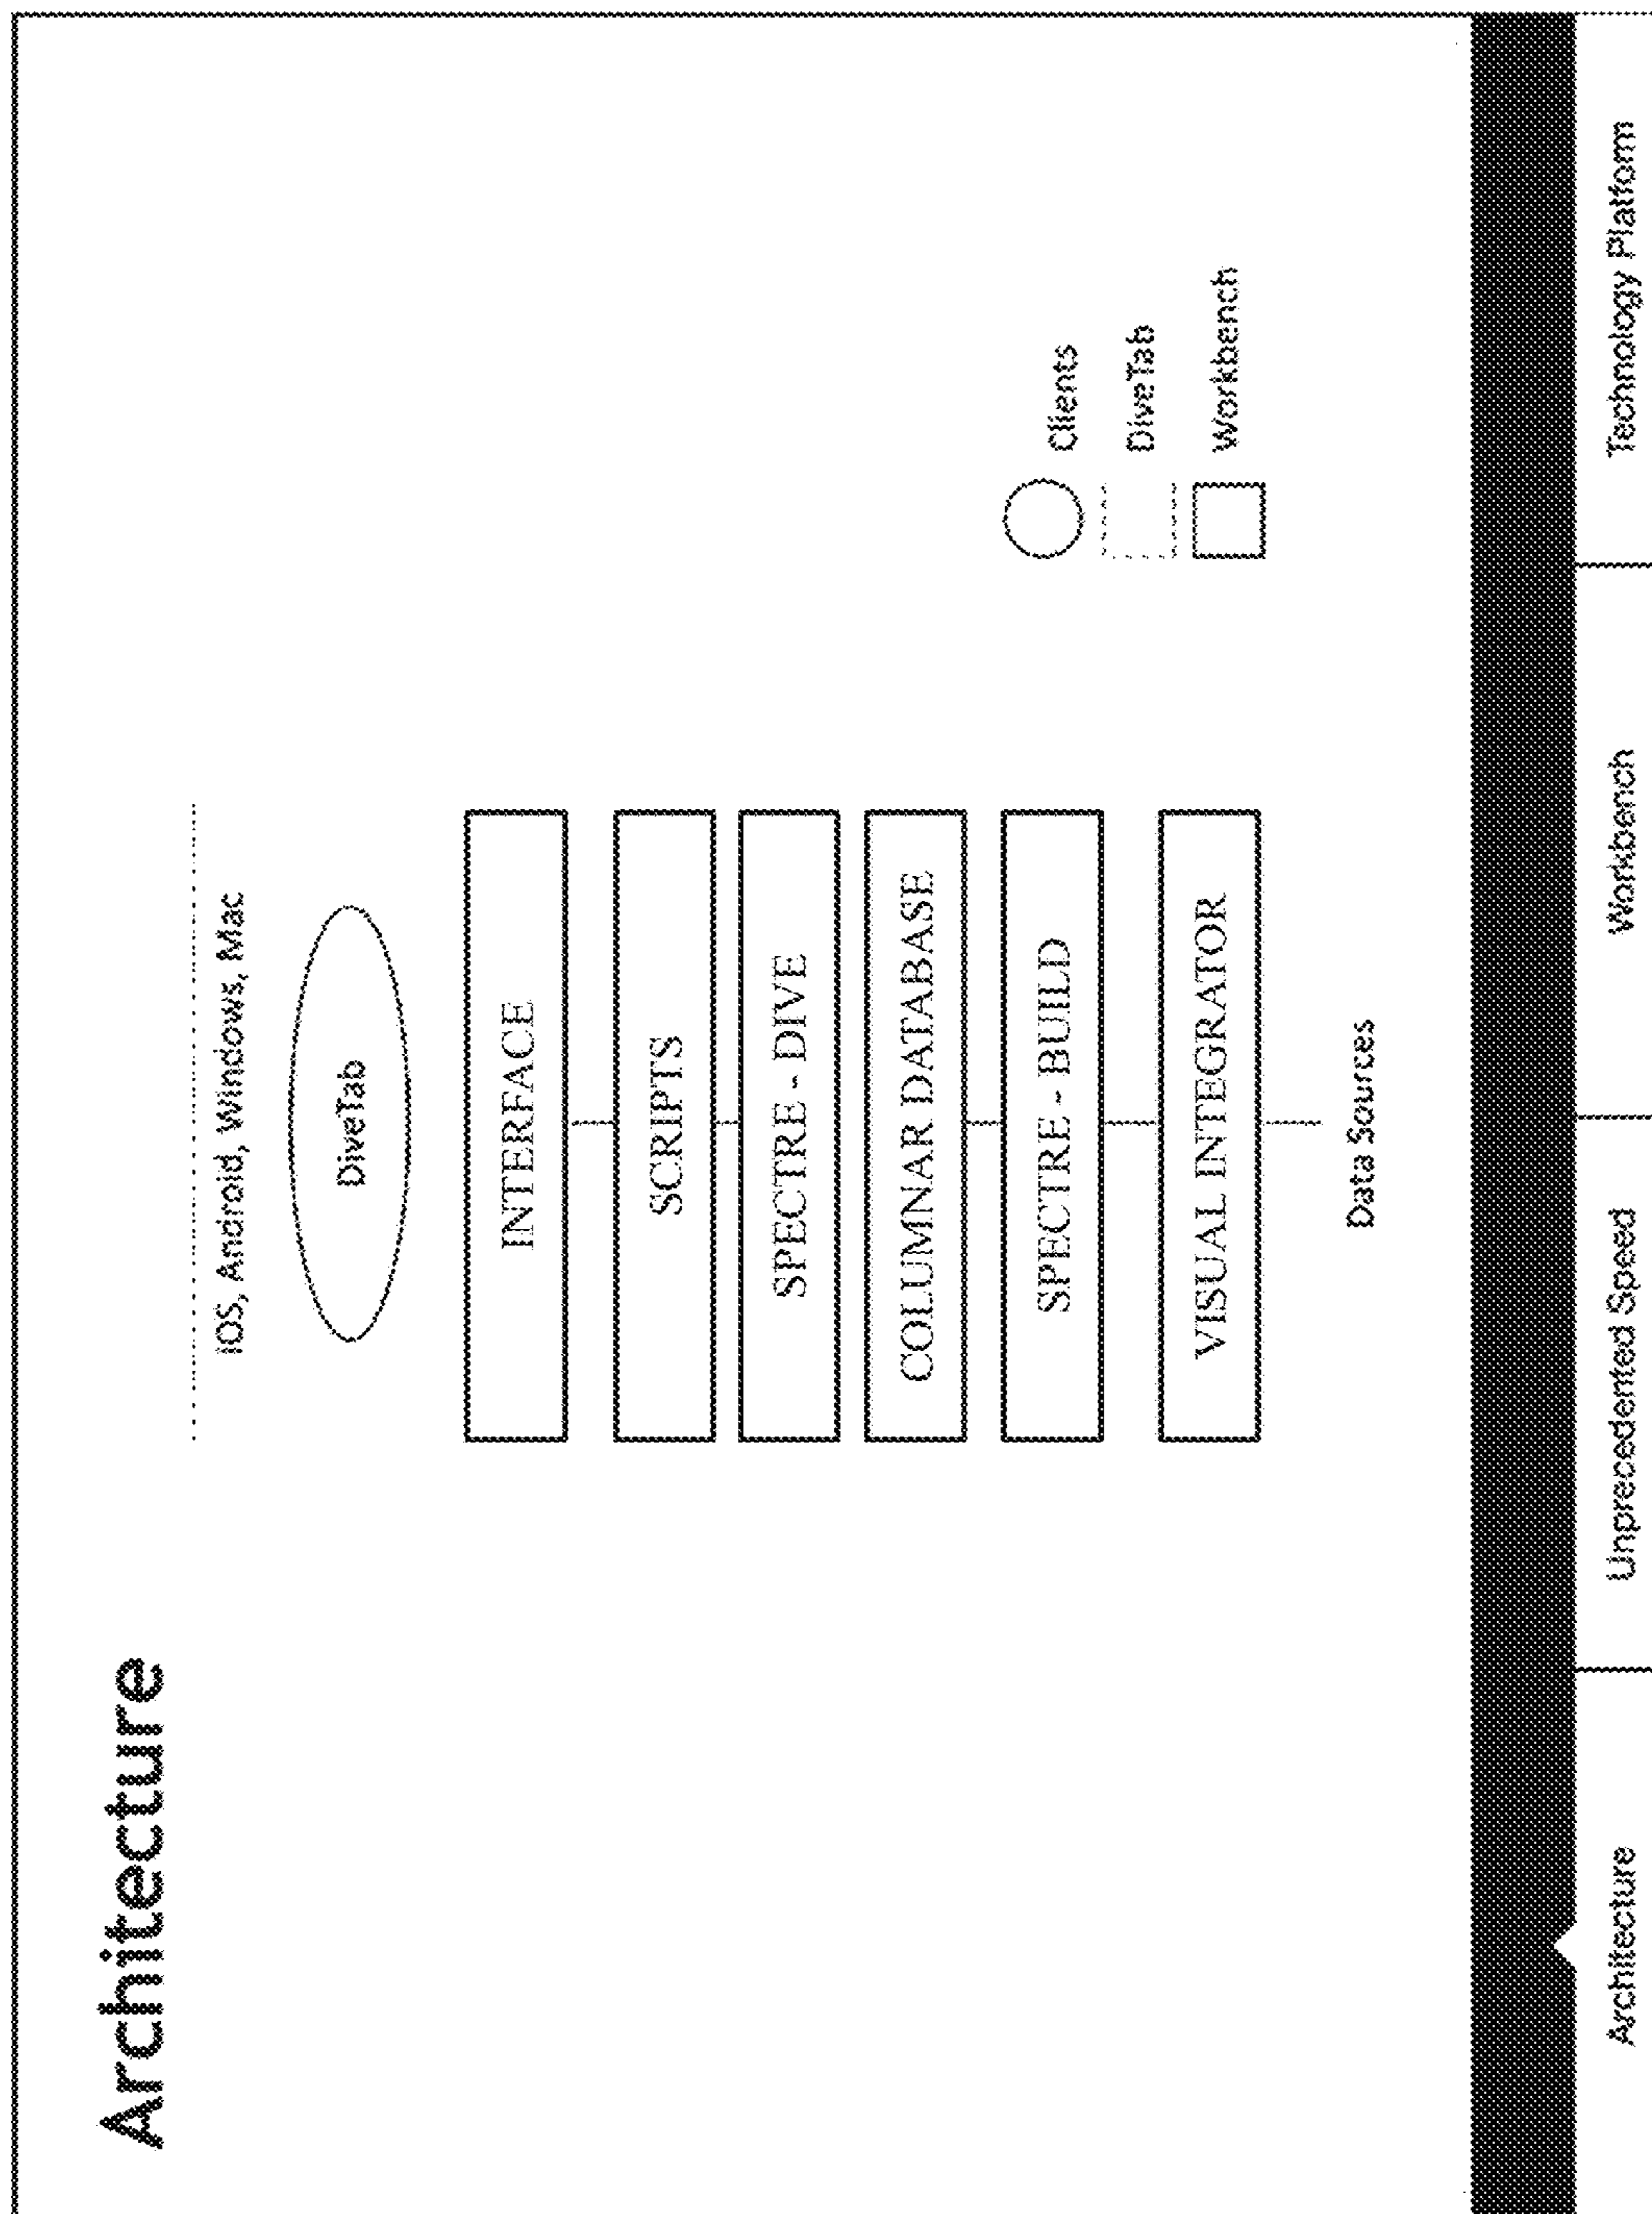 Architecture
iOS, Android, Windows, Mac
DiveTab
INTERFACE
SCRIPTS
SPECTRE - DIVE
COLUMNAR DATABASE
SPECTRE - BUILD
VISUAL INTEGRATOR
Data Sources
Clients
DiveTab
Workbench
Architecture
Unprecedented Speed
Workbench
Technology Platform